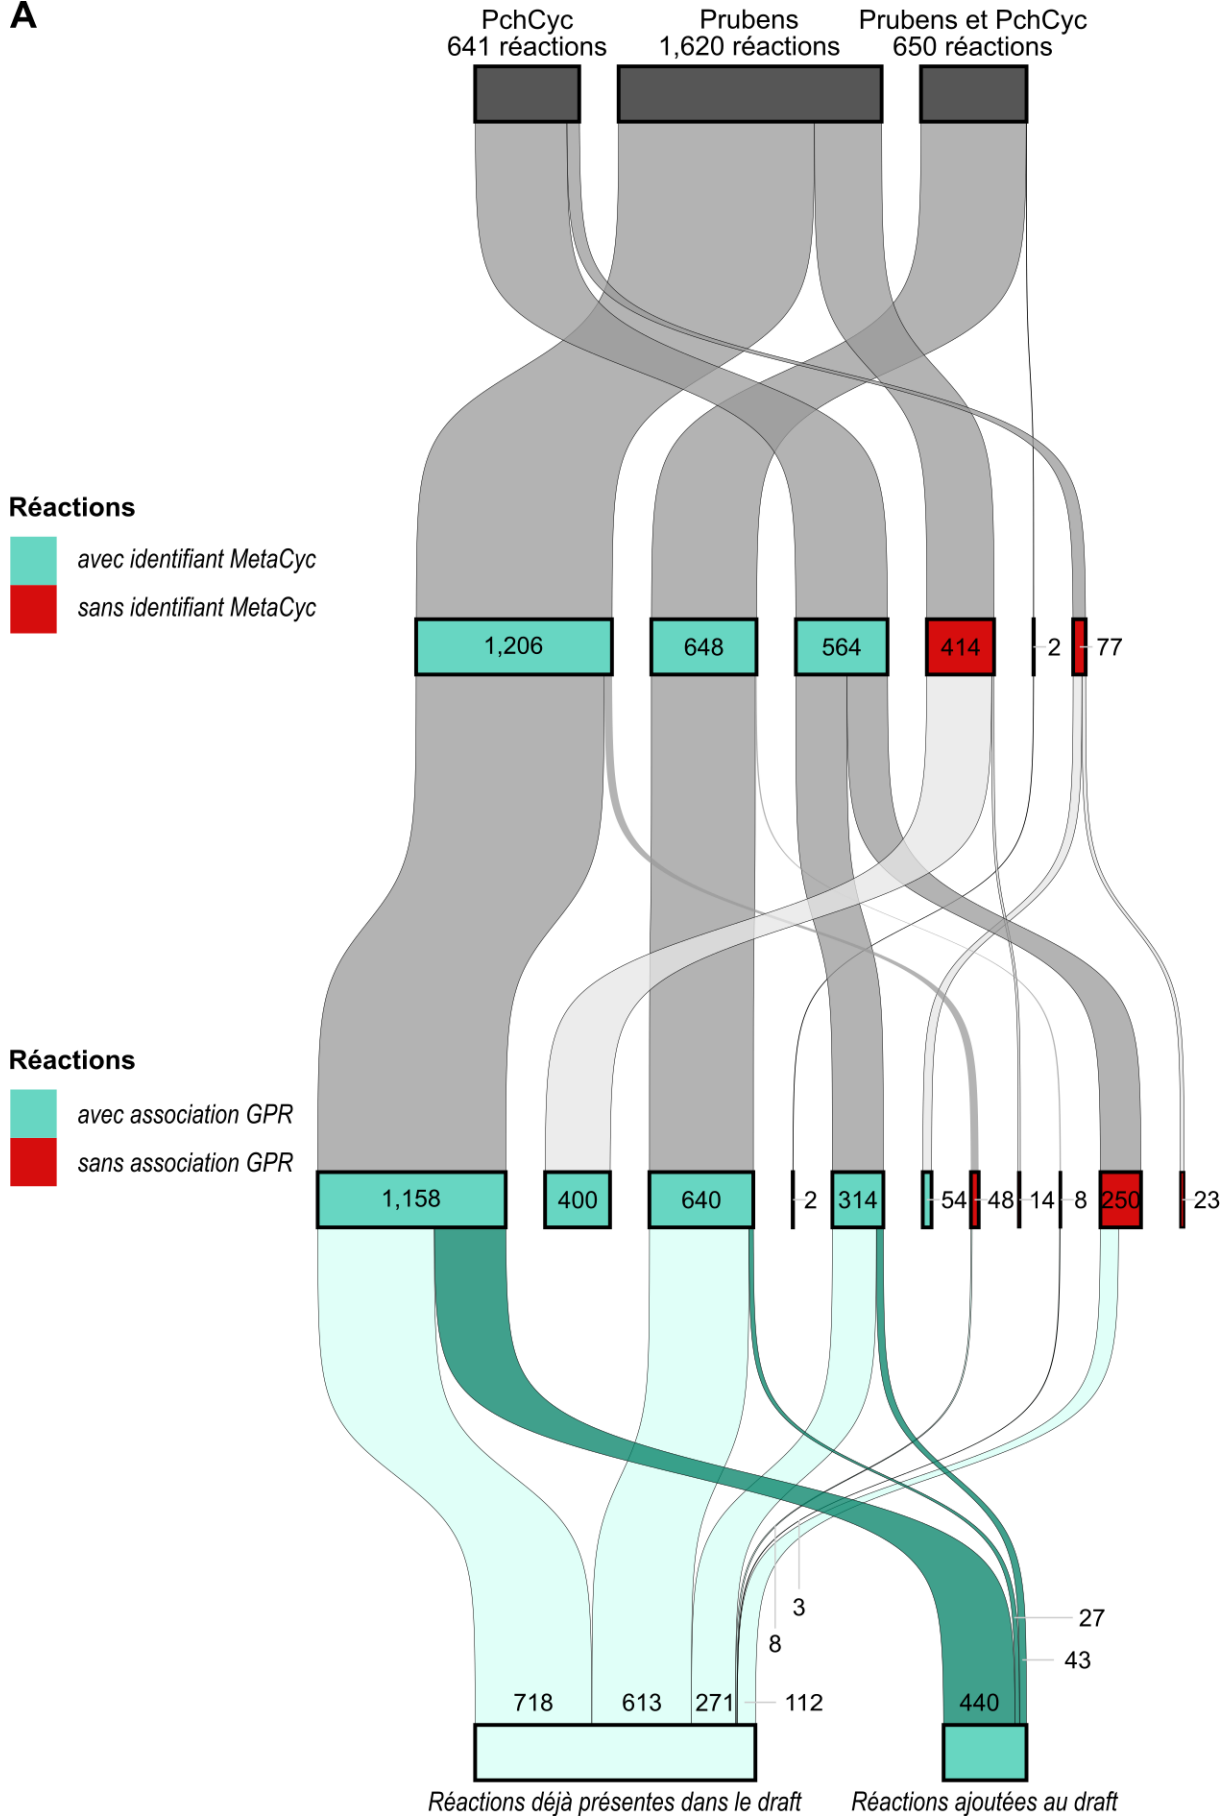 A
PchCyc
641 réactions
Prubens
1,620 réactions
Prubens et PchCyc
650 réactions
Réactions
avec identifiant MetaCyc
sans identifiant MetaCyc
1,206
648
564
414
2
77
Réactions
avec association GPR
sans association GPR
1,158
400
640
2
314
54
48
14
8
250
23
3
8
27
43
718
613
271
112
440
Réactions déjà présentes dans le draft
Réactions ajoutées au draft